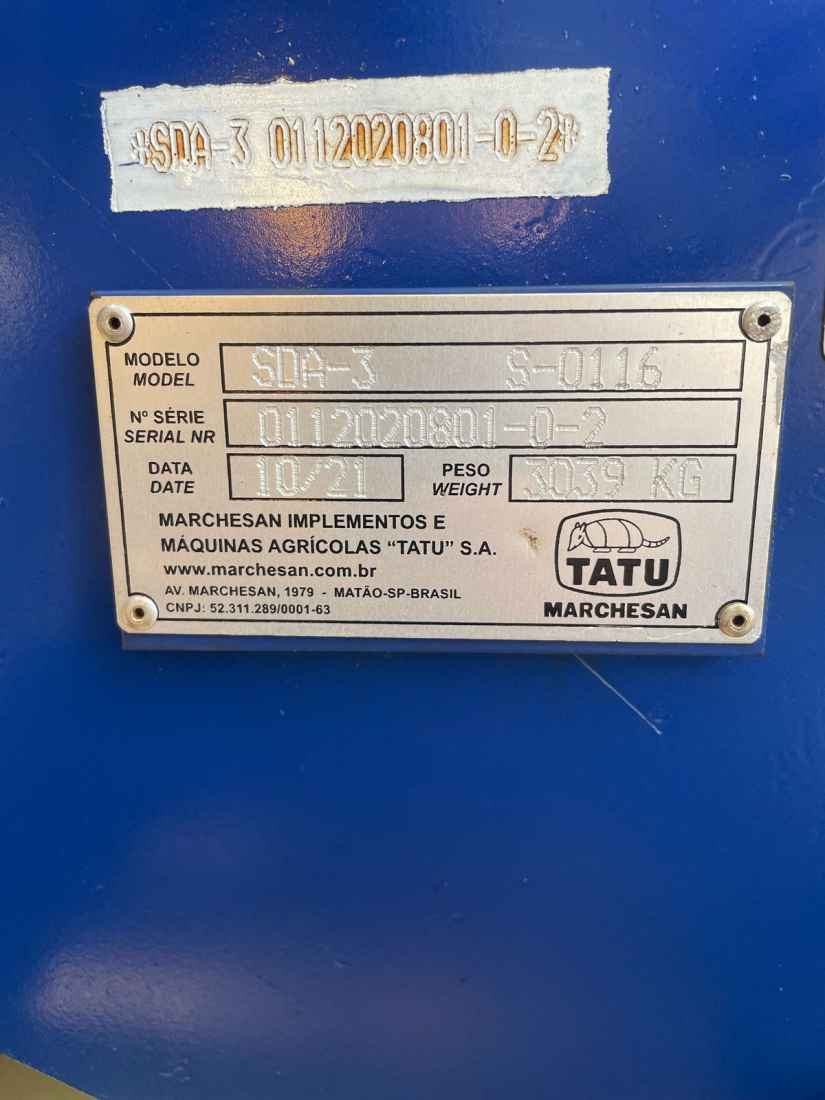 *SDA-3 0112020801-0-2*
MODELO SDA-3 S-0116
MODEL
Nº SÉRIE 0112020801-0-2
SERIAL NR
DATA 10/21 PESO 3039 KG
DATE WEIGHT
MARCHESAN IMPLEMENTOS E
MÁQUINAS AGRÍCOLAS “TATU” S.A.
www.marchesan.com.br
AV. MARCHESAN, 1979 - MATÃO-SP-BRASIL
CNPJ: 52.311.289/0001-63
TATU
MARCHESAN